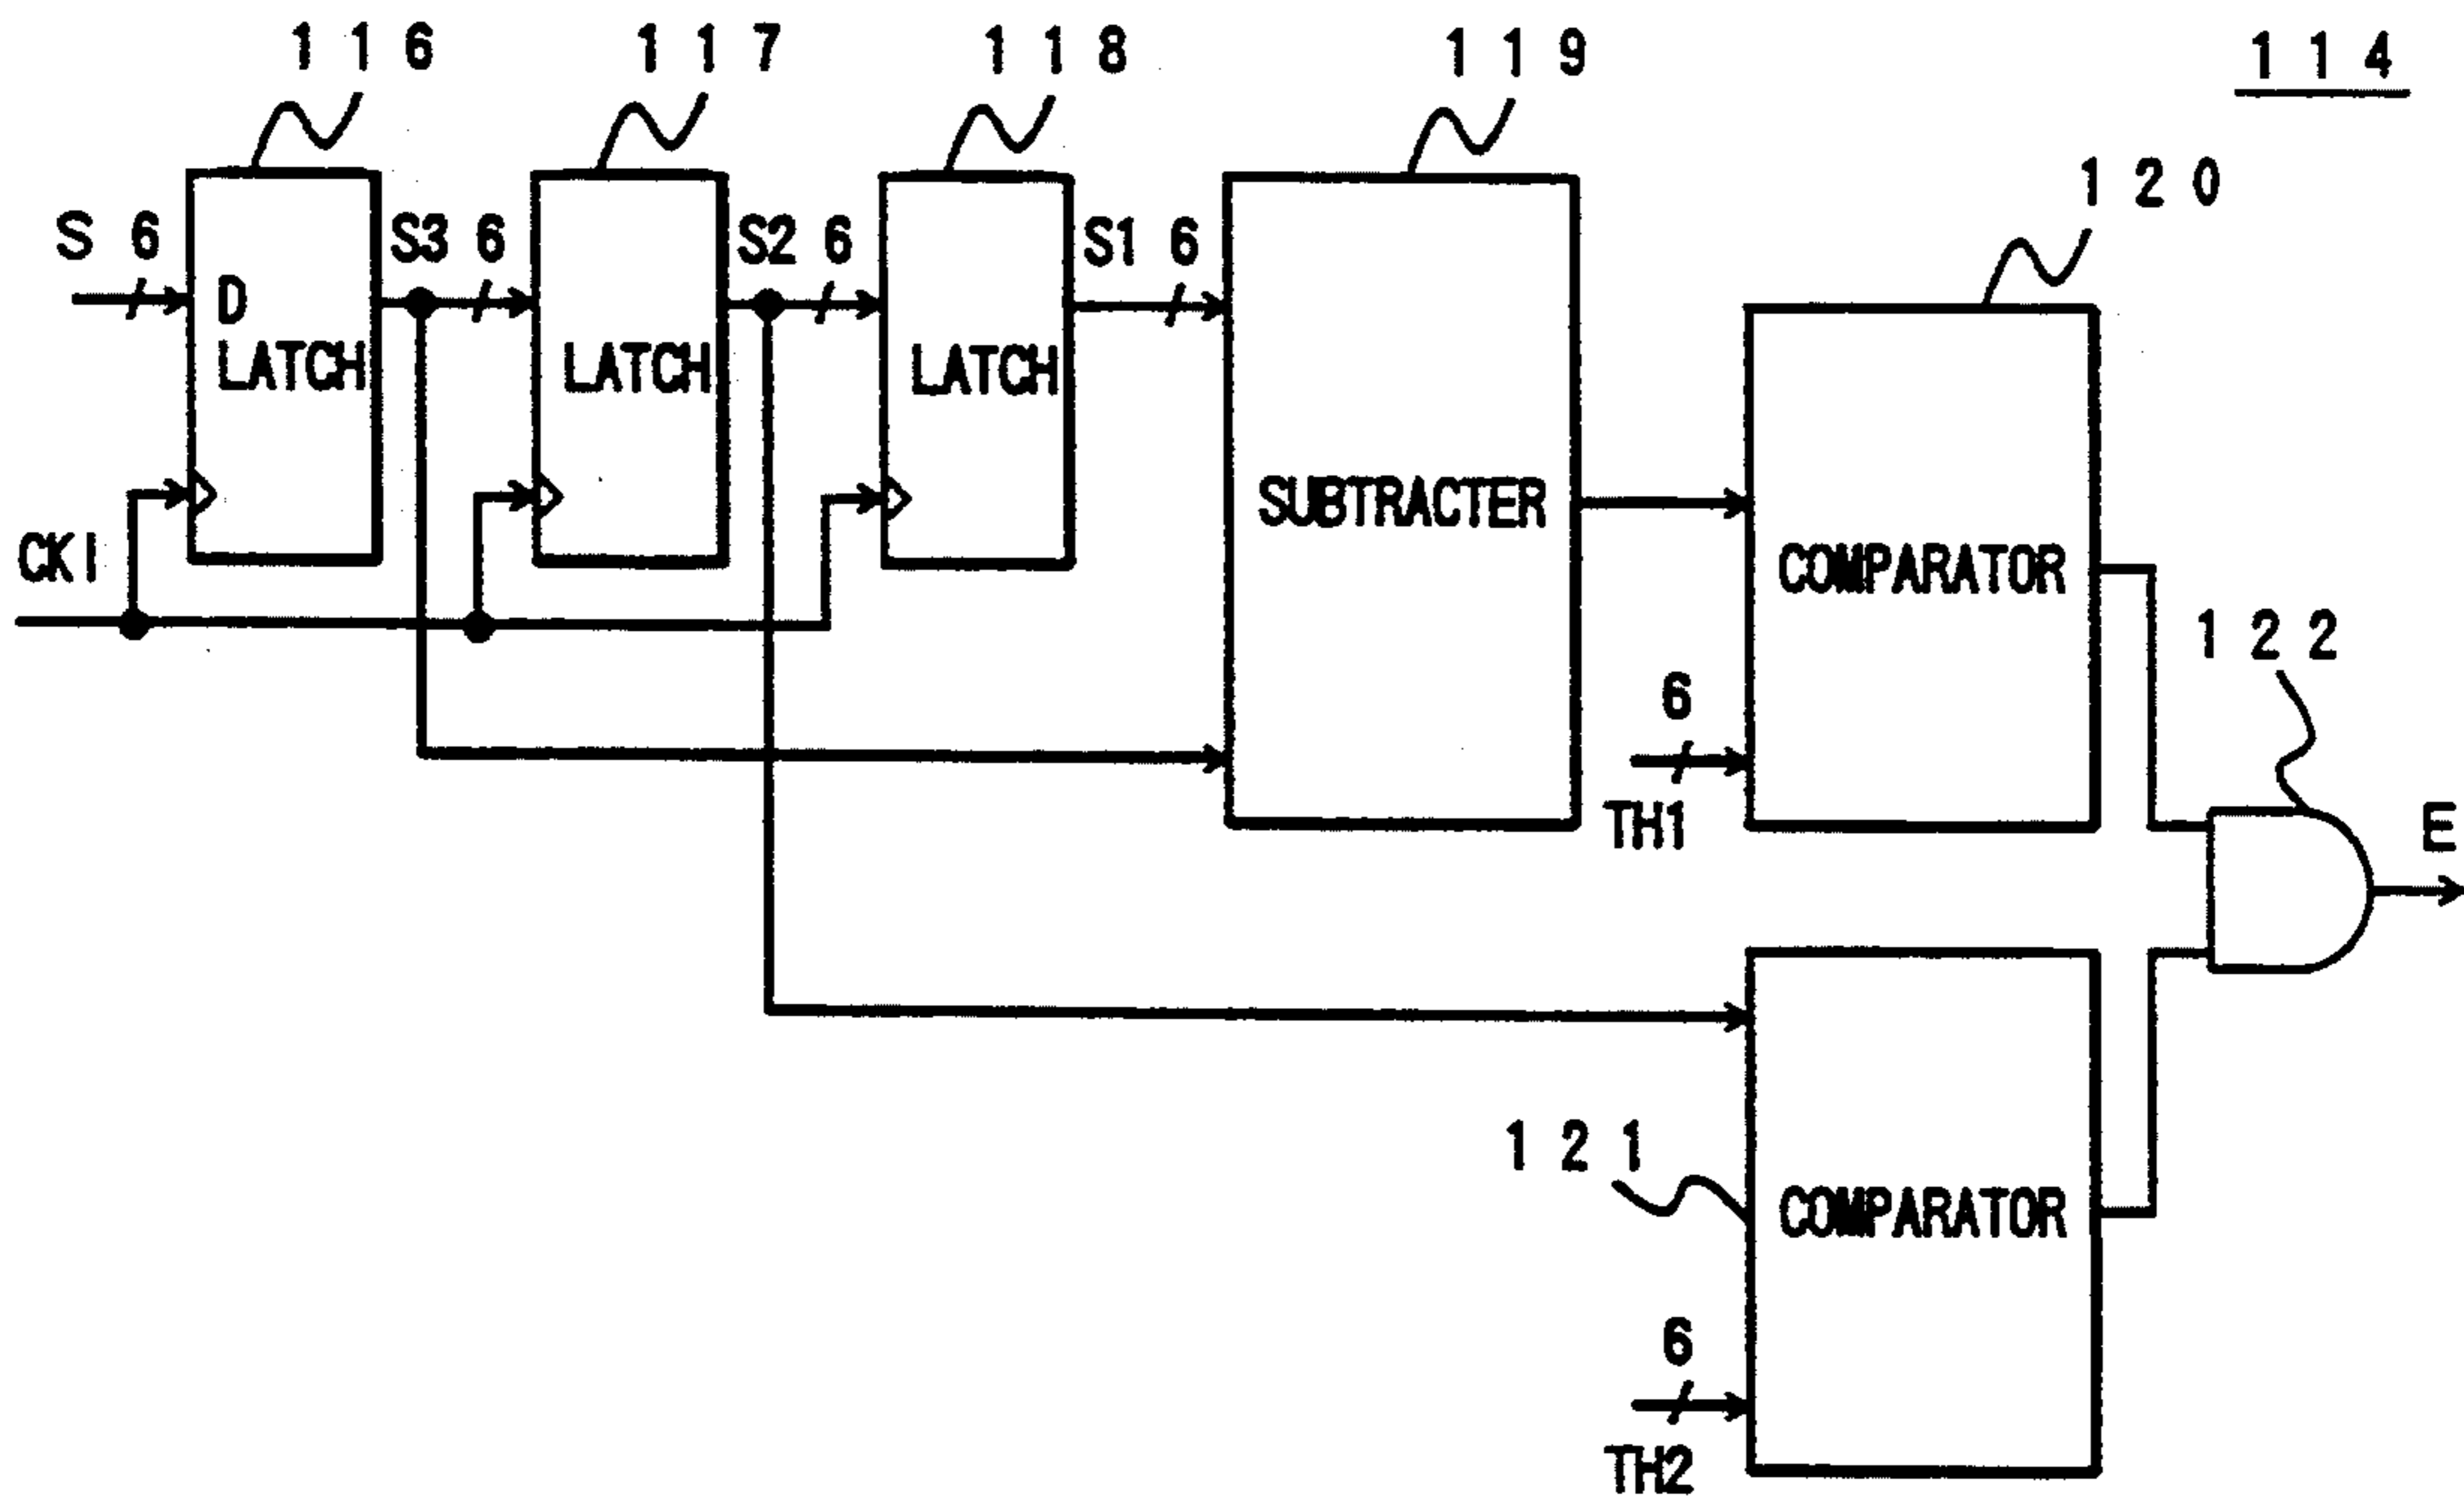 116
117
118
119
114
120
S 6
S3 6
S2 6
S1 6
D
LATCH
LATCH
LATCH
SUBTRACTER
COMPARATOR
CK1
122
6
TH1
E
121
COMPARATOR
6
TH2